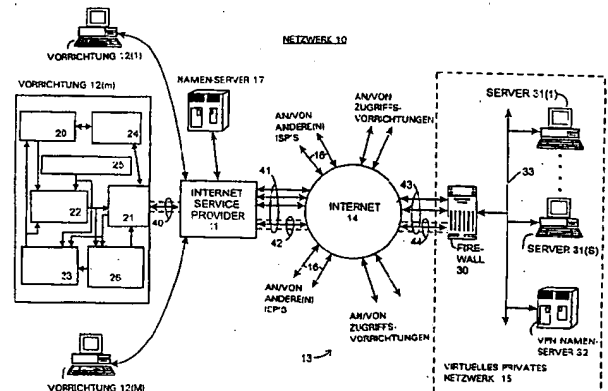 NETZWERK 10
VORRICHTUNG 12(1)
VORRICHTUNG 12(m)
20
24
25
22
21
23
26
40
NAMEN-SERVER 17
INTERNET
SERVICE
PROVIDER
11
41
42
AN/VON
ANDERE(N)
ISP'S
16
AN/VON
ZUGRIFFS-
VORRICHTUNGEN
INTERNET
14
16
AN/VON
ANDERE(N)
ISP'S
AN/VON
ZUGRIFFS-
VORRICHTUNGEN
13
43
44
FIRE-
WALL
30
SERVER 31(1)
33
SERVER 31(S)
VPN NAMEN-
SERVER 32
VIRTUELLES PRIVATES
NETZWERK 15
VORRICHTUNG 12(M)